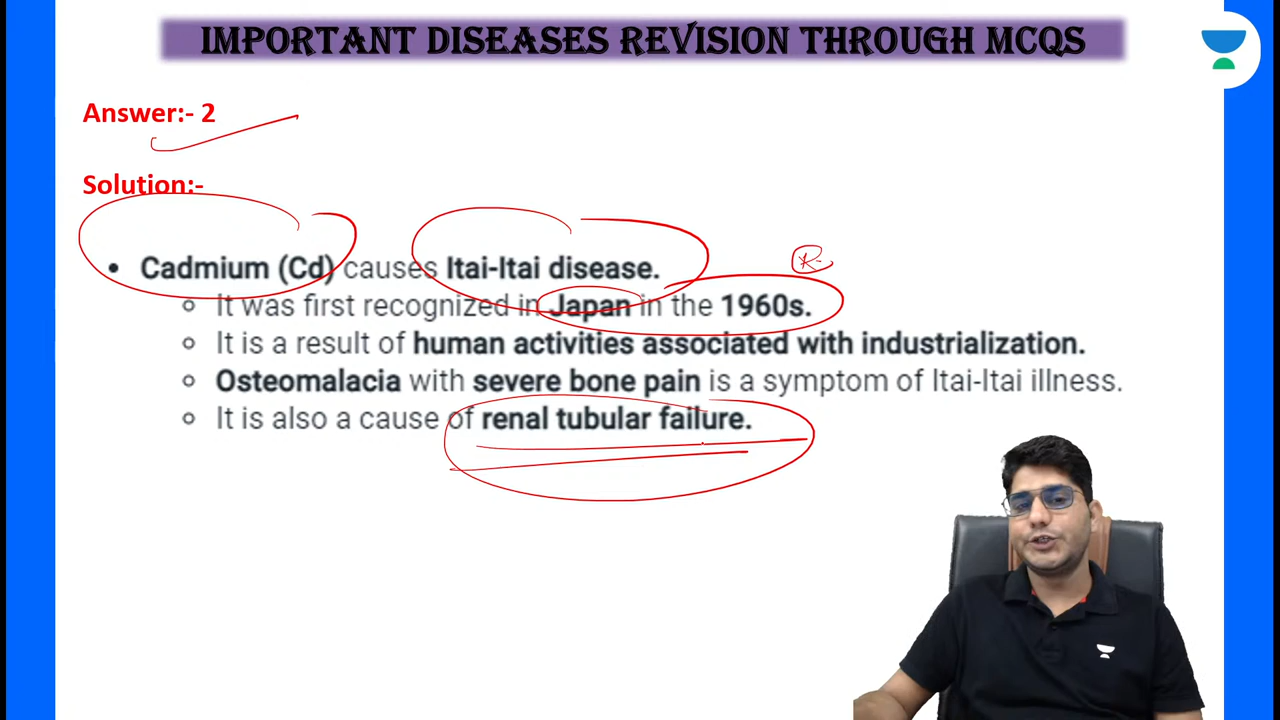 IMPORTANT DISEASES REVISION THROUGH MCQS
Answer:- 2
Solution:-
• Cadmium (Cd) causes Itai-Itai disease.
It was first recognized in Japan in the 1960s.
It is a result of human activities associated with industrialization.
Osteomalacia with severe bone pain is a symptom of Itai-Itai illness.
It is also a cause of renal tubular failure.